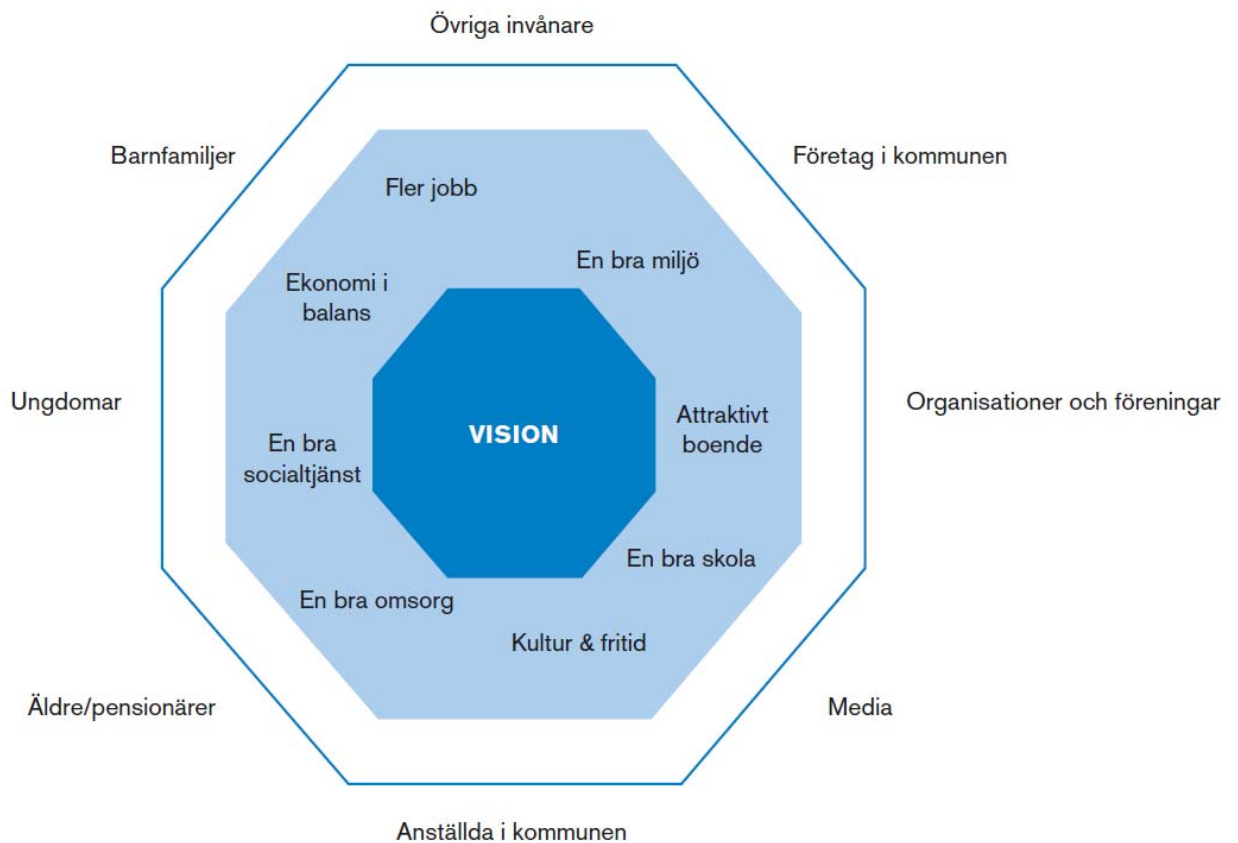 Övriga invånare
Barnfamiljer
Företag i kommunen
Fler jobb
En bra miljö
Ekonomi i
balans
Ungdomar
Organisationer och föreningar
Attraktivt
boende
VISION
En bra
socialtjänst
En bra skola
En bra omsorg
Kultur & fritid
Äldre/pensionärer
Media
Anställda i kommunen